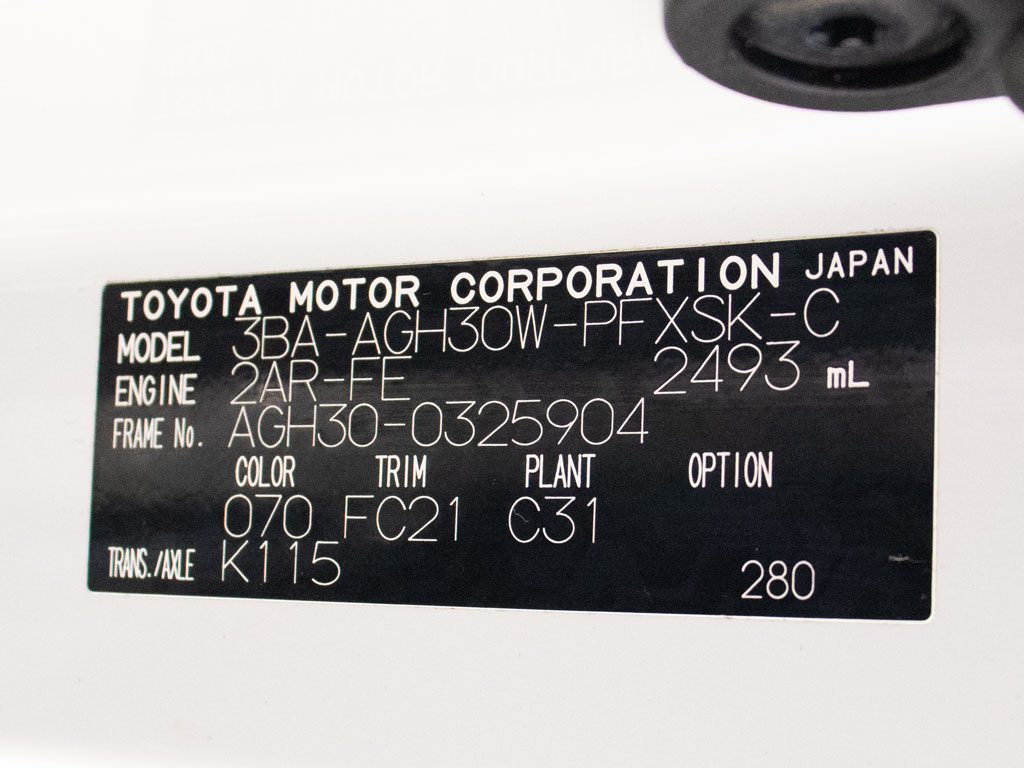 TOYOTA MOTOR CORPORATION JAPAN
MODEL 3BA-AGH30W-PFXSK-C
ENGINE 2AR-FE 2493 mL
FRAME No. AGH30-0325904
COLOR TRIM PLANT OPTION
070 FC21 C31
TRANS./AXLE K115 280